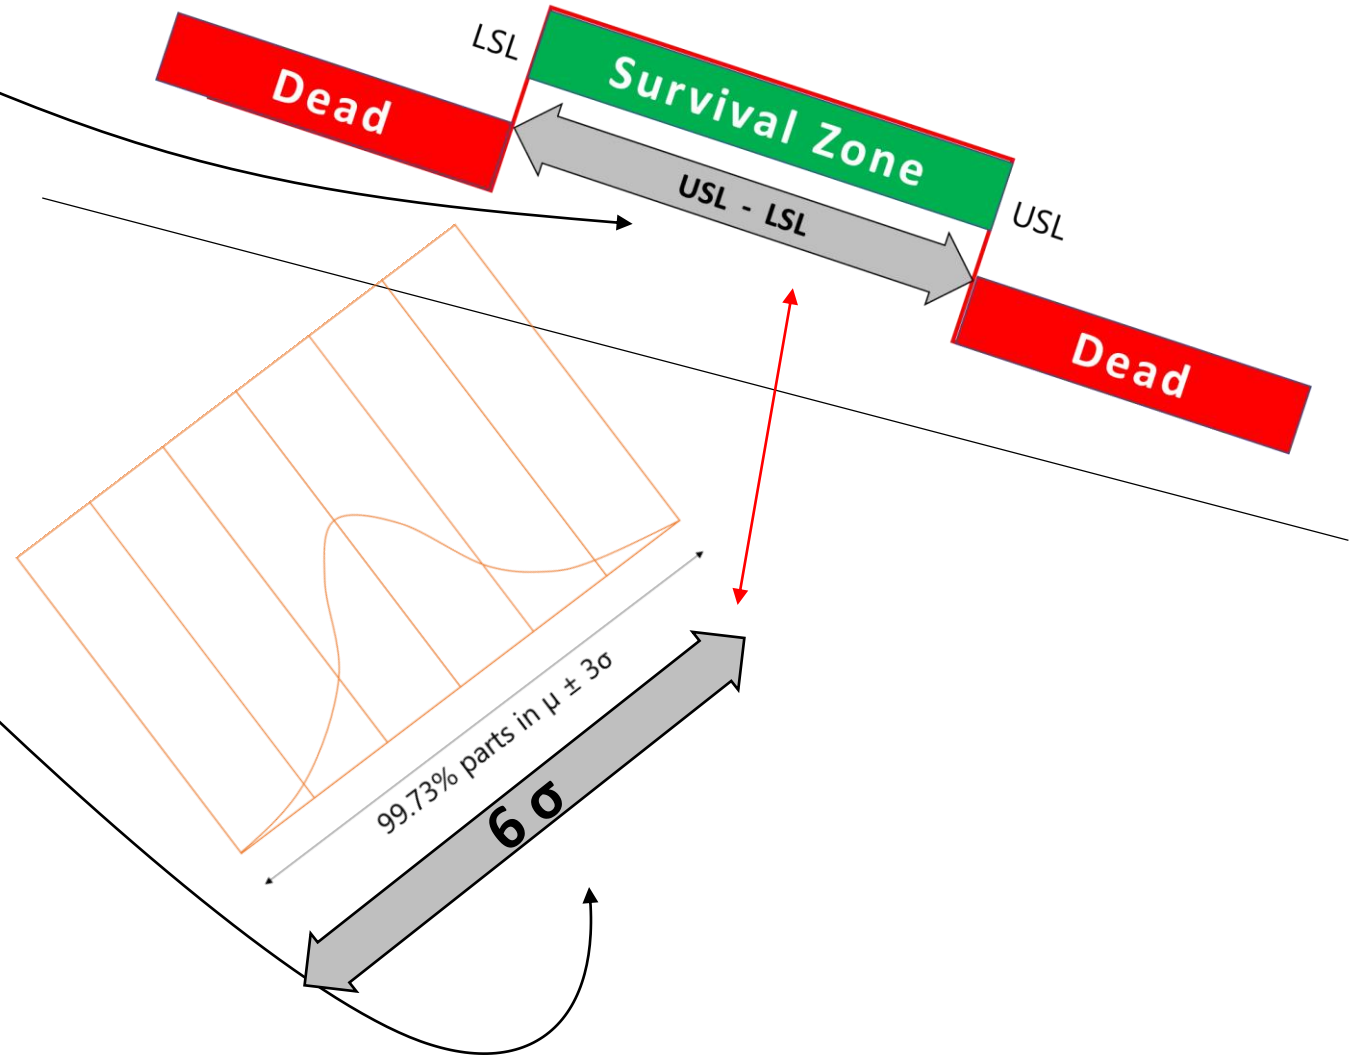 LSL
Survival Zone
Dead
USL - LSL
USL
Dead
99.73% parts in μ ± 3σ
6 σ